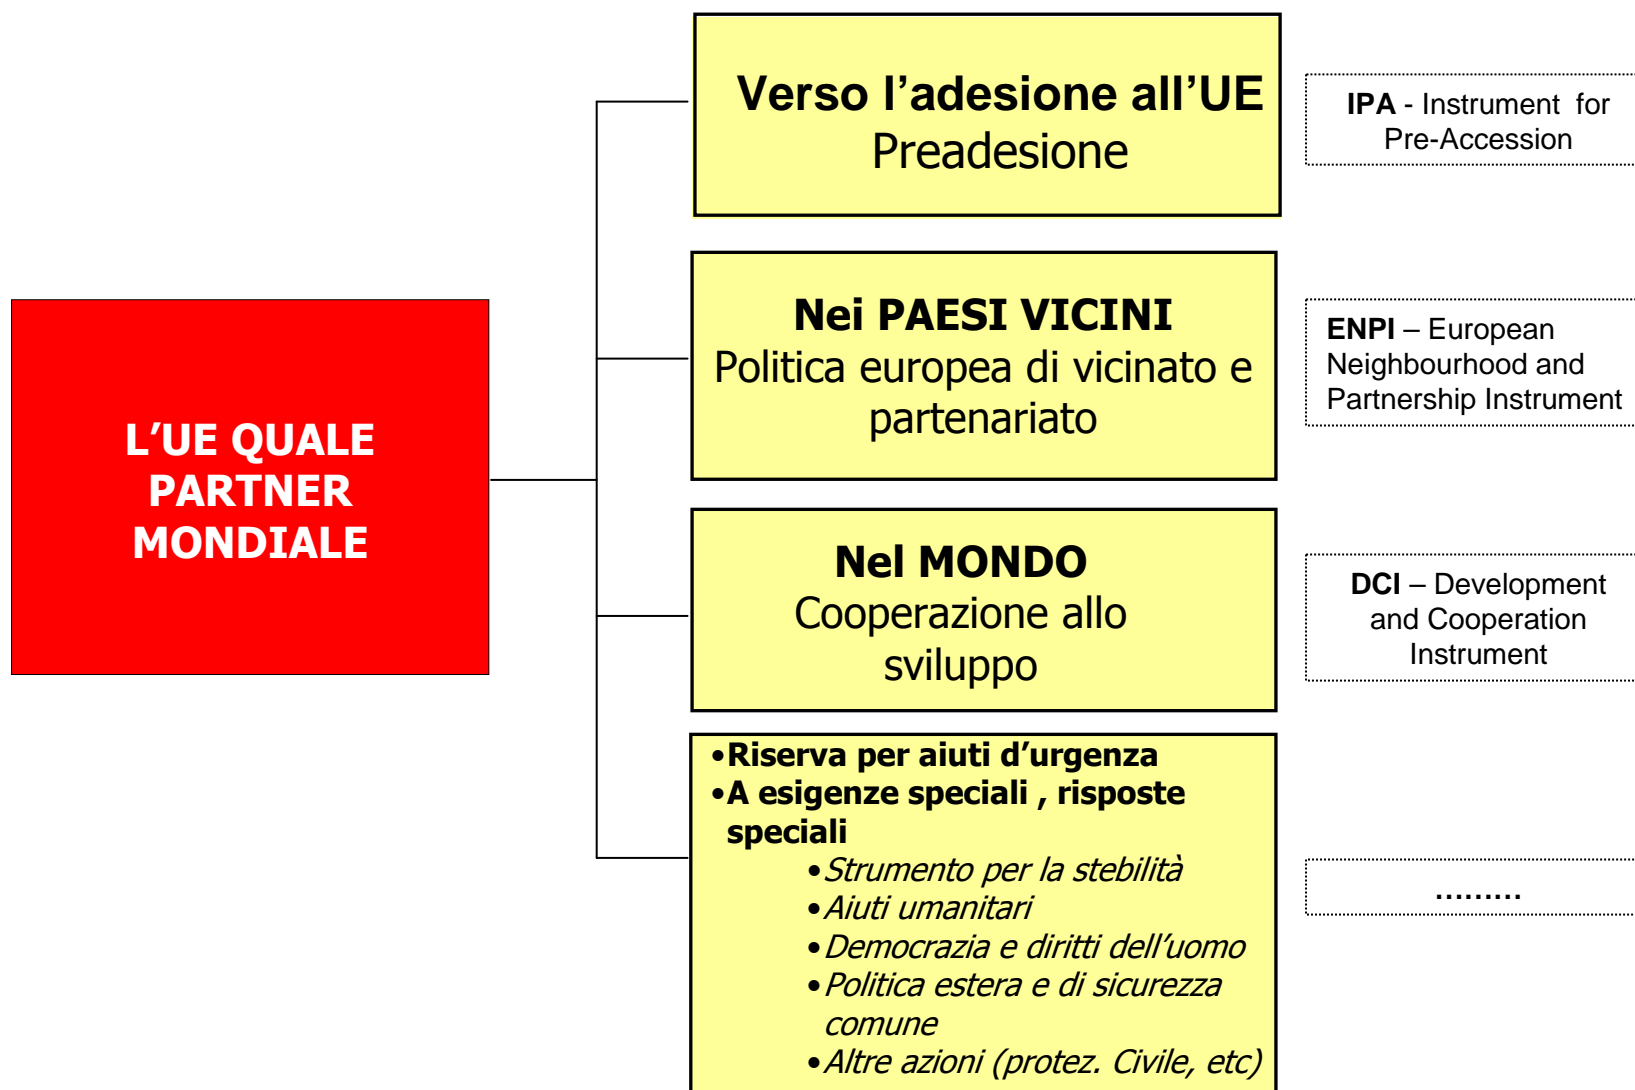 L’UE QUALE
PARTNER
MONDIALE
Verso l’adesione all’UE
Preadesione
IPA - Instrument for
Pre-Accession
Nei PAESI VICINI
Politica europea di vicinato e
partenariato
ENPI – European
Neighbourhood and
Partnership Instrument
Nel MONDO
Cooperazione allo
sviluppo
DCI – Development
and Cooperation
Instrument
•Riserva per aiuti d’urgenza
•A esigenze speciali , risposte
speciali
•Strumento per la stebilità
•Aiuti umanitari
•Democrazia e diritti dell’uomo
•Politica estera e di sicurezza
comune
•Altre azioni (protez. Civile, etc)
.........